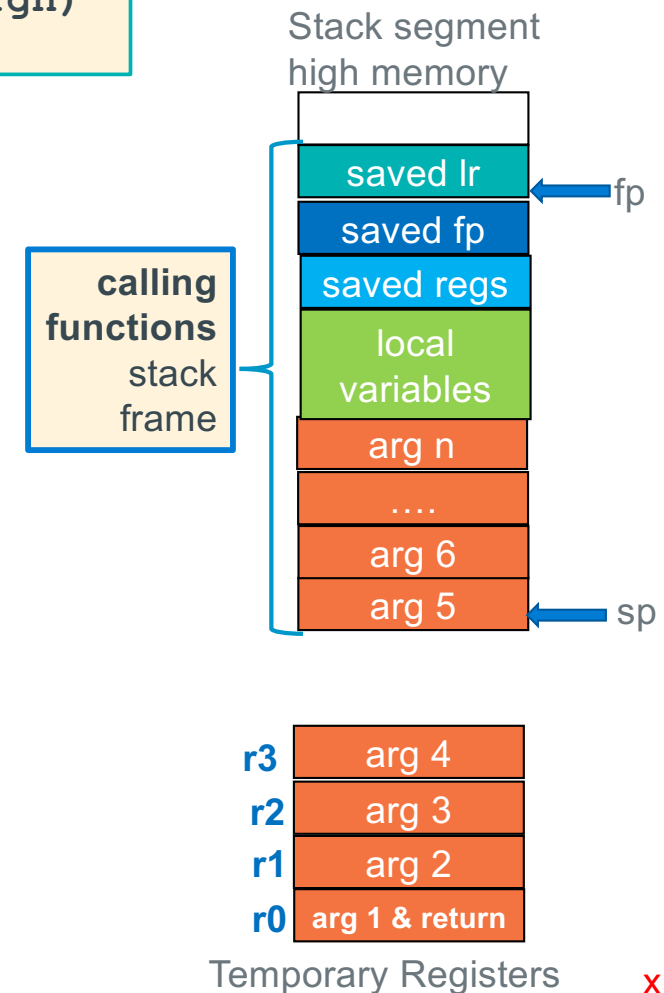 gn)
Stack segment
high memory
saved lr
fp
saved fp
calling
functions
stack
frame
saved regs
local
variables
arg n
....
arg 6
arg 5
sp
r3
arg 4
r2
arg 3
r1
arg 2
r0
arg 1 & return
Temporary Registers
x